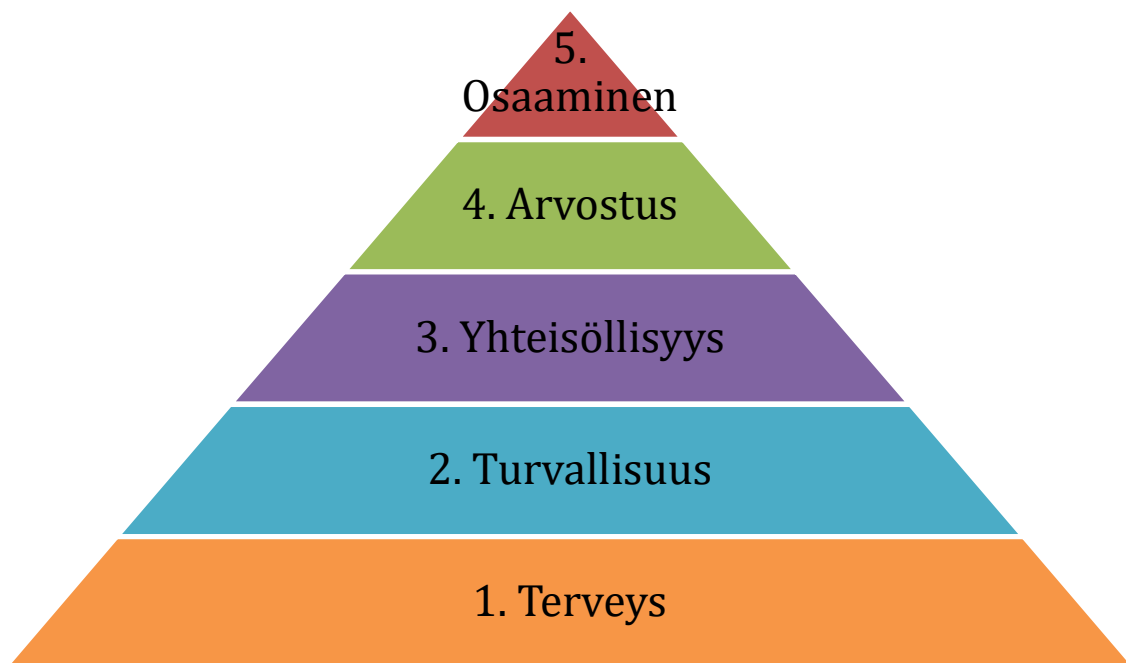 5.
Osaaminen
4. Arvostus
3. Yhteisöllisyys
2. Turvallisuus
1. Terveys